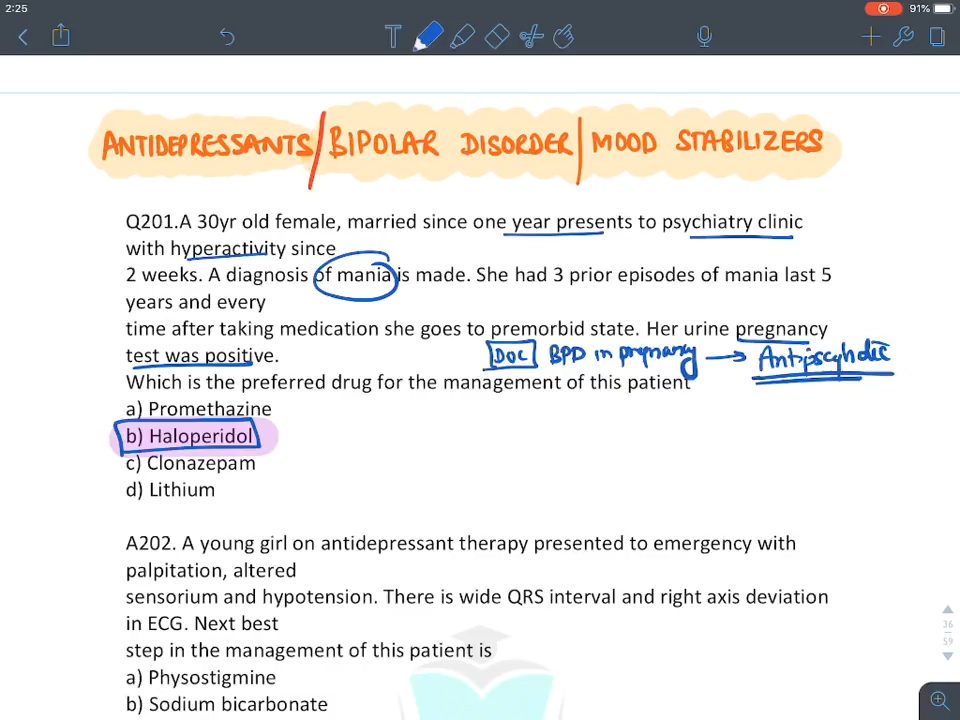 2:25
91%
T
ANTIDEPRESSANTS/BIPOLAR DISORDER|MOOD STABILIZERS
Q201.A 30yr old female, married since one year presents to psychiatry clinic
with hyperactivity since
2 weeks. A diagnosis of mania is made. She had 3 prior episodes of mania last 5
years and every
time after taking medication she goes to premorbid state. Her urine pregnancy
test was positive.
DOC BPD in pregnancy → Antipscyhotic
Which is the preferred drug for the management of this patient
a) Promethazine
b) Haloperidol
c) Clonazepam
d) Lithium
A202. A young girl on antidepressant therapy presented to emergency with
palpitation, altered
sensorium and hypotension. There is wide QRS interval and right axis deviation
in ECG. Next best
step in the management of this patient is
a) Physostigmine
b) Sodium bicarbonate
36
59